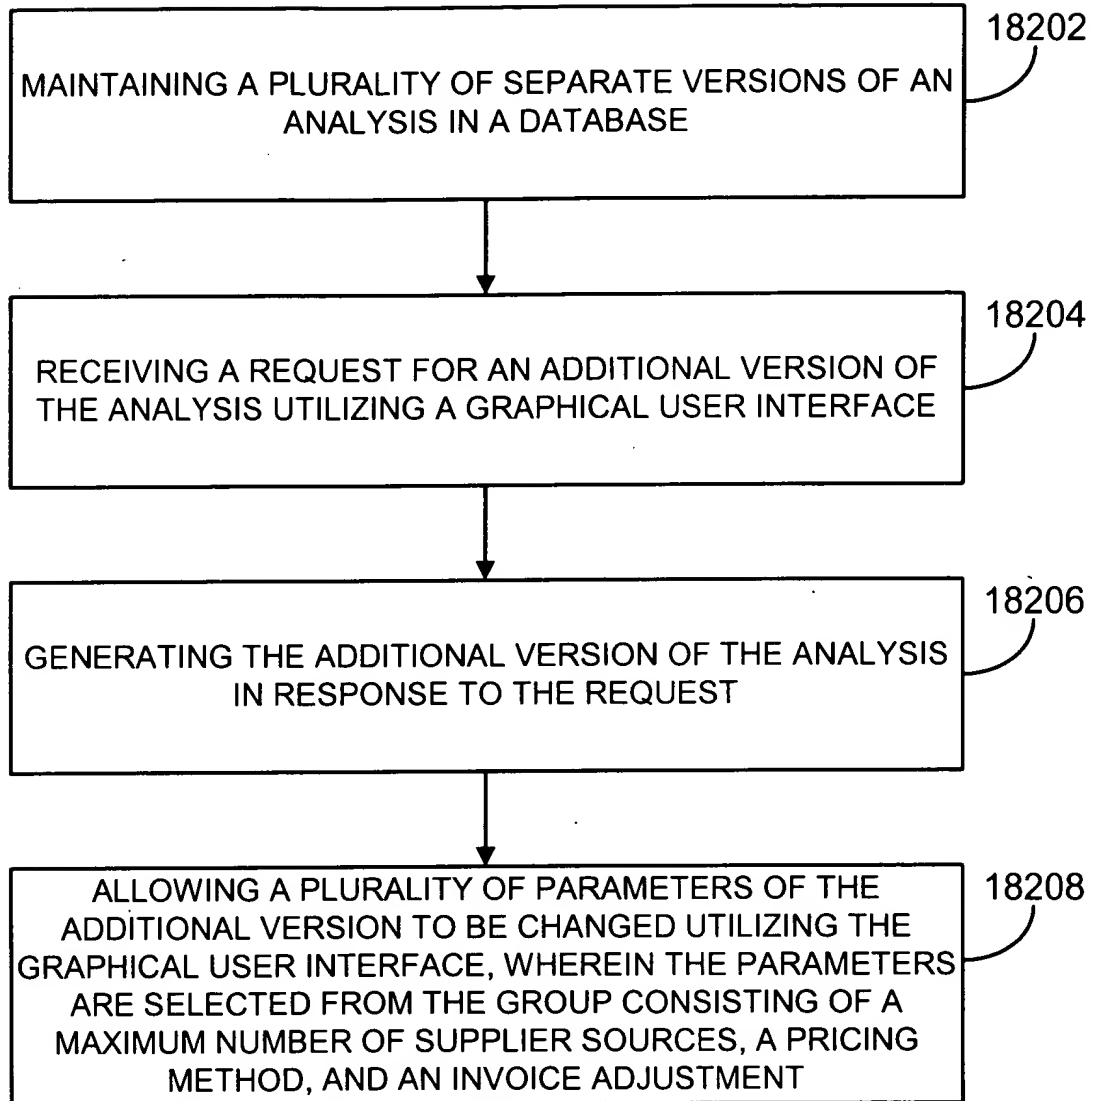 18202
MAINTAINING A PLURALITY OF SEPARATE VERSIONS OF AN
ANALYSIS IN A DATABASE
18204
RECEIVING A REQUEST FOR AN ADDITIONAL VERSION OF
THE ANALYSIS UTILIZING A GRAPHICAL USER INTERFACE
18206
GENERATING THE ADDITIONAL VERSION OF THE ANALYSIS
IN RESPONSE TO THE REQUEST
18208
ALLOWING A PLURALITY OF PARAMETERS OF THE
ADDITIONAL VERSION TO BE CHANGED UTILIZING THE
GRAPHICAL USER INTERFACE, WHEREIN THE PARAMETERS
ARE SELECTED FROM THE GROUP CONSISTING OF A
MAXIMUM NUMBER OF SUPPLIER SOURCES, A PRICING
METHOD, AND AN INVOICE ADJUSTMENT